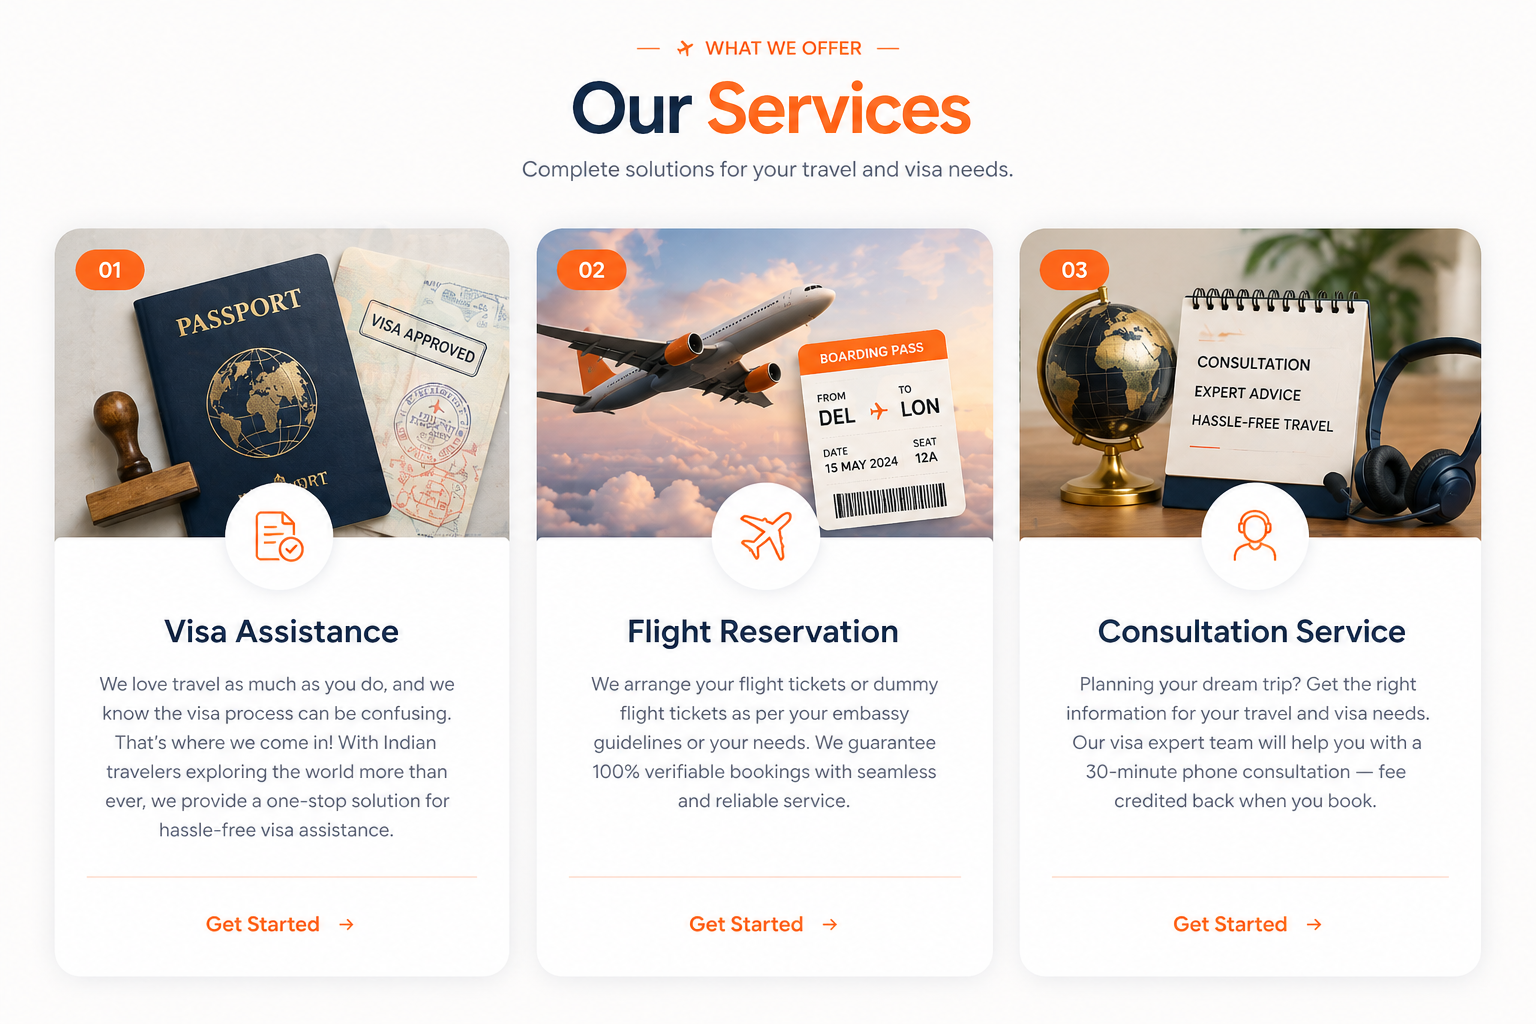 WHAT WE OFFER
Our Services
Complete solutions for your travel and visa needs.
01
PASSPORT
VISA APPROVED
02
BOARDING PASS
FROM
TO
DEL
LON
DATE
SEAT
15 MAY 2024
12A
03
CONSULTATION
EXPERT ADVICE
HASSLE-FREE TRAVEL
Visa Assistance
We love travel as much as you do, and we
know the visa process can be confusing.
That's where we come in! With Indian
travelers exploring the world more than
ever, we provide a one-stop solution for
hassle-free visa assistance.
Get Started
Flight Reservation
We arrange your flight tickets or dummy
flight tickets as per your embassy
guidelines or your needs. We guarantee
100% verifiable bookings with seamless
and reliable service.
Get Started
Consultation Service
Planning your dream trip? Get the right
information for your travel and visa needs.
Our visa expert team will help you with a
30-minute phone consultation — fee
credited back when you book.
Get Started